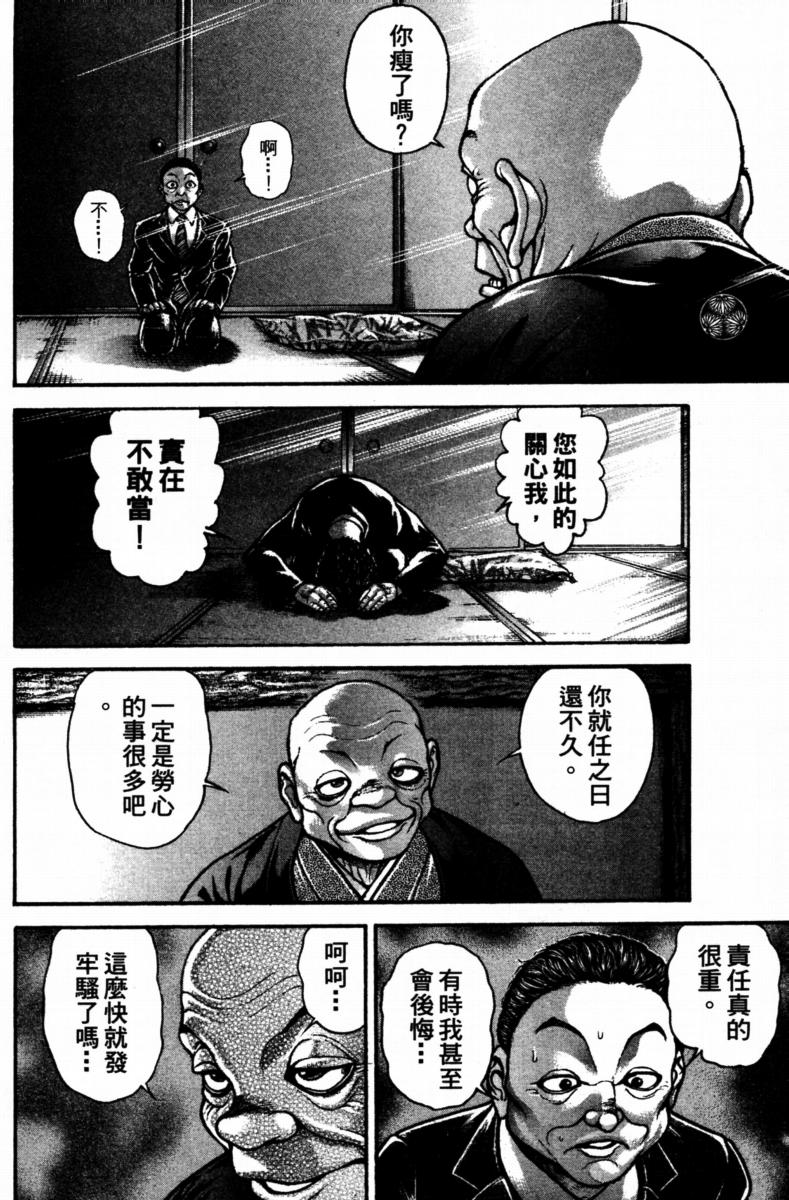 你瘦了嗎？
啊…！
不…！
您如此的
關心我，
實在
不敢當！
你就任之日
還不久。
一定是勞心
的事很多吧
。
責任真的
很重。
有時我甚至
會後悔…
呵呵…
這麼快就發
牢騷了嗎…